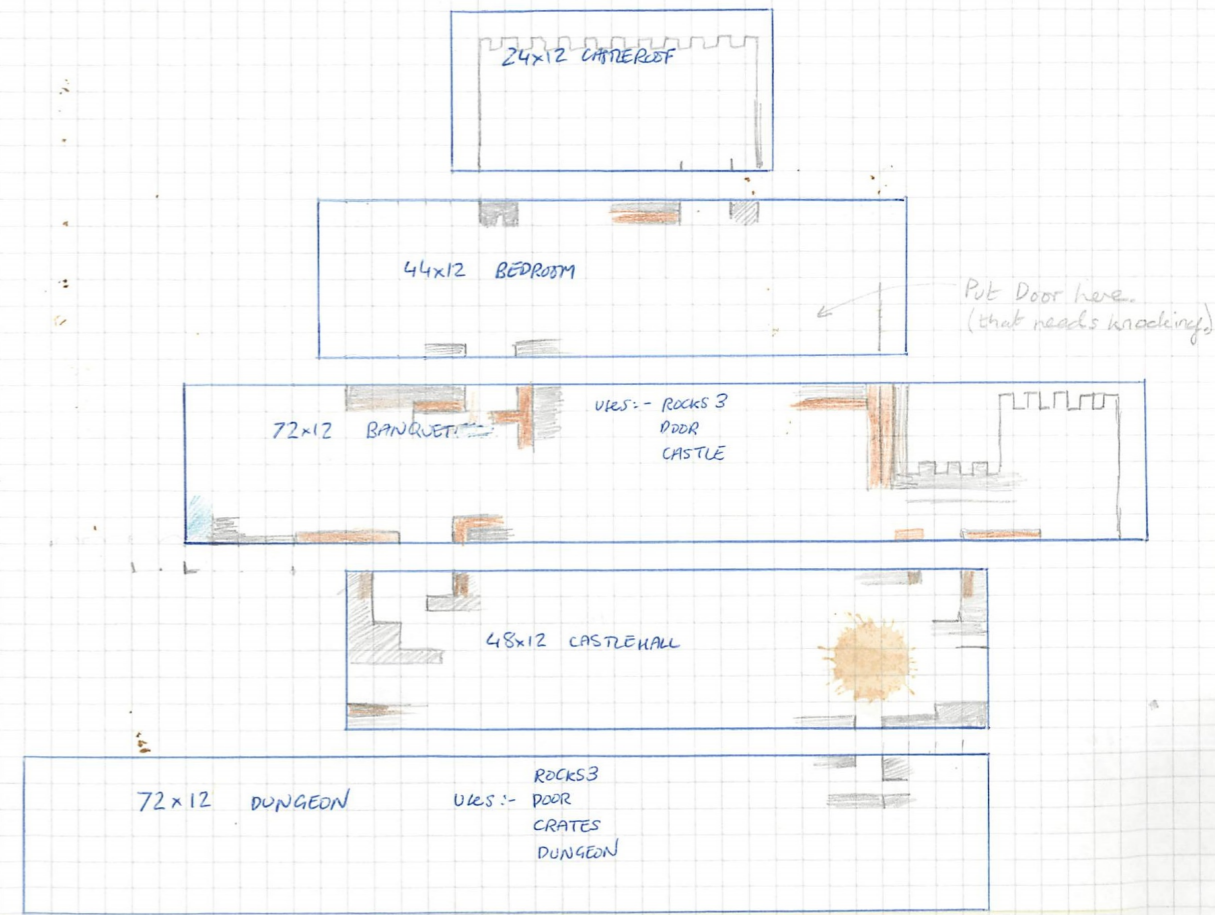 24x12 CASTLEROOF
44x12 BEDROOM
Put Door here.
(that needs knocking.)
72x12 BANQUET
USES:- ROCKS 3
DOOR
CASTLE
48x12 CASTLEHALL
72x12 DUNGEON
USES:- ROCKS3
DOOR
CRATES
DUNGEON